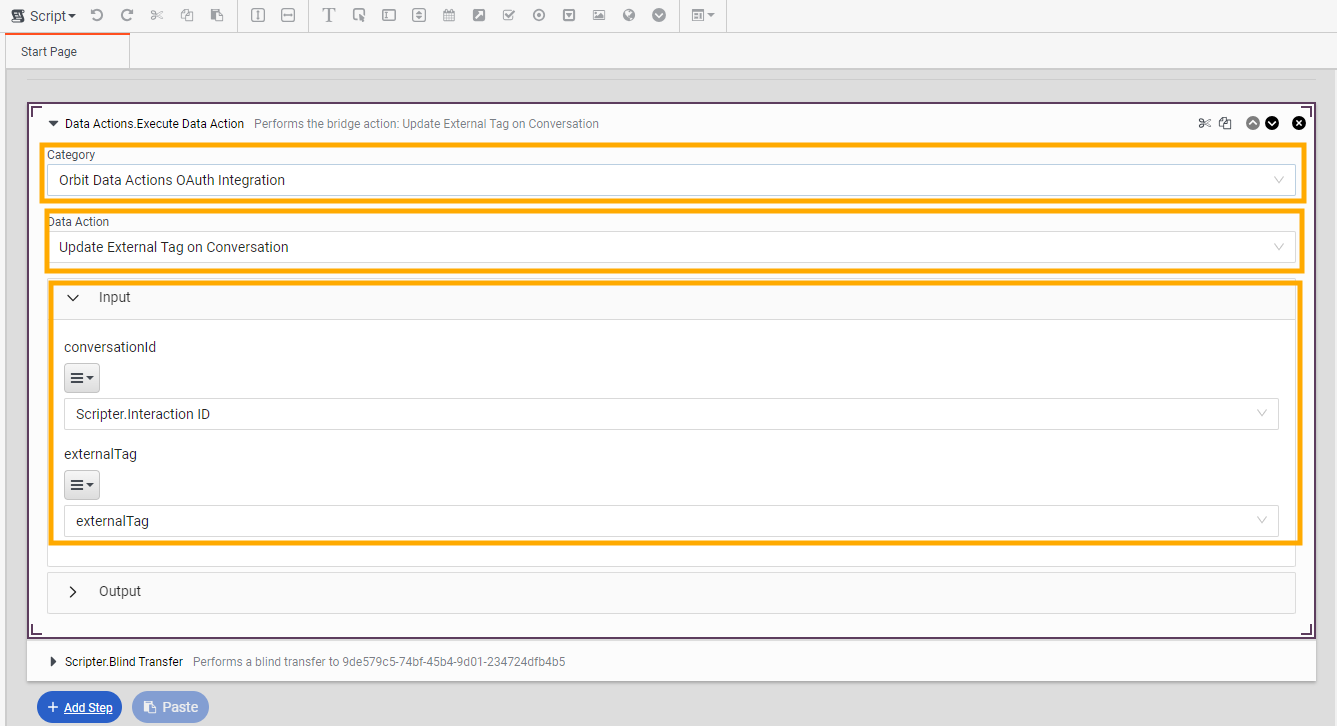 Script
Start Page
Data Actions.Execute Data Action Performs the bridge action: Update External Tag on Conversation
Category
Orbit Data Actions OAuth Integration
Data Action
Update External Tag on Conversation
Input
conversationId
Scripter.Interaction ID
externalTag
externalTag
Output
Scripter.Blind Transfer Performs a blind transfer to 9de579c5-74bf-45b4-9d01-234724dfb4b5
+ Add Step Paste